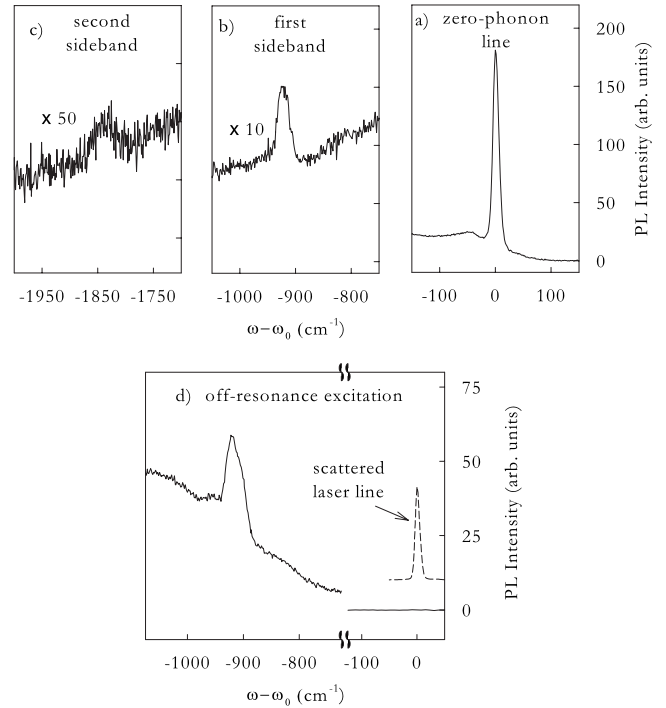 c) second
sideband
x 50
-1950 -1850 -1750
b) first
sideband
x 10
-1000 -900 -800
ω−ω0 (cm-1)
a) zero-phonon
line
200
150
100
50
0
PL Intensity (arb. units)
-100 0 100
d) off-resonance excitation
scattered
laser line
75
50
25
0
PL Intensity (arb. units)
-1000 -900 -800 -100 0
ω−ω0 (cm-1)